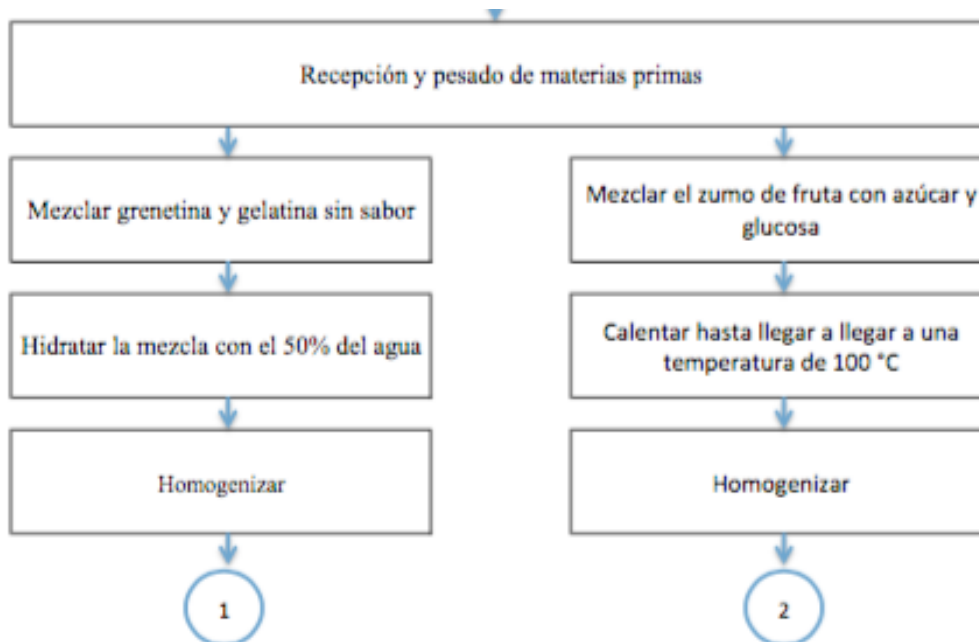 Recepción y pesado de materias primas
Mezclar grenetina y gelatina sin sabor
Hidratar la mezcla con el 50% del agua
Homogenizar
1
Mezclar el zumo de fruta con azúcar y
glucosa
Calentar hasta llegar a llegar a una
temperatura de 100 °C
Homogenizar
2